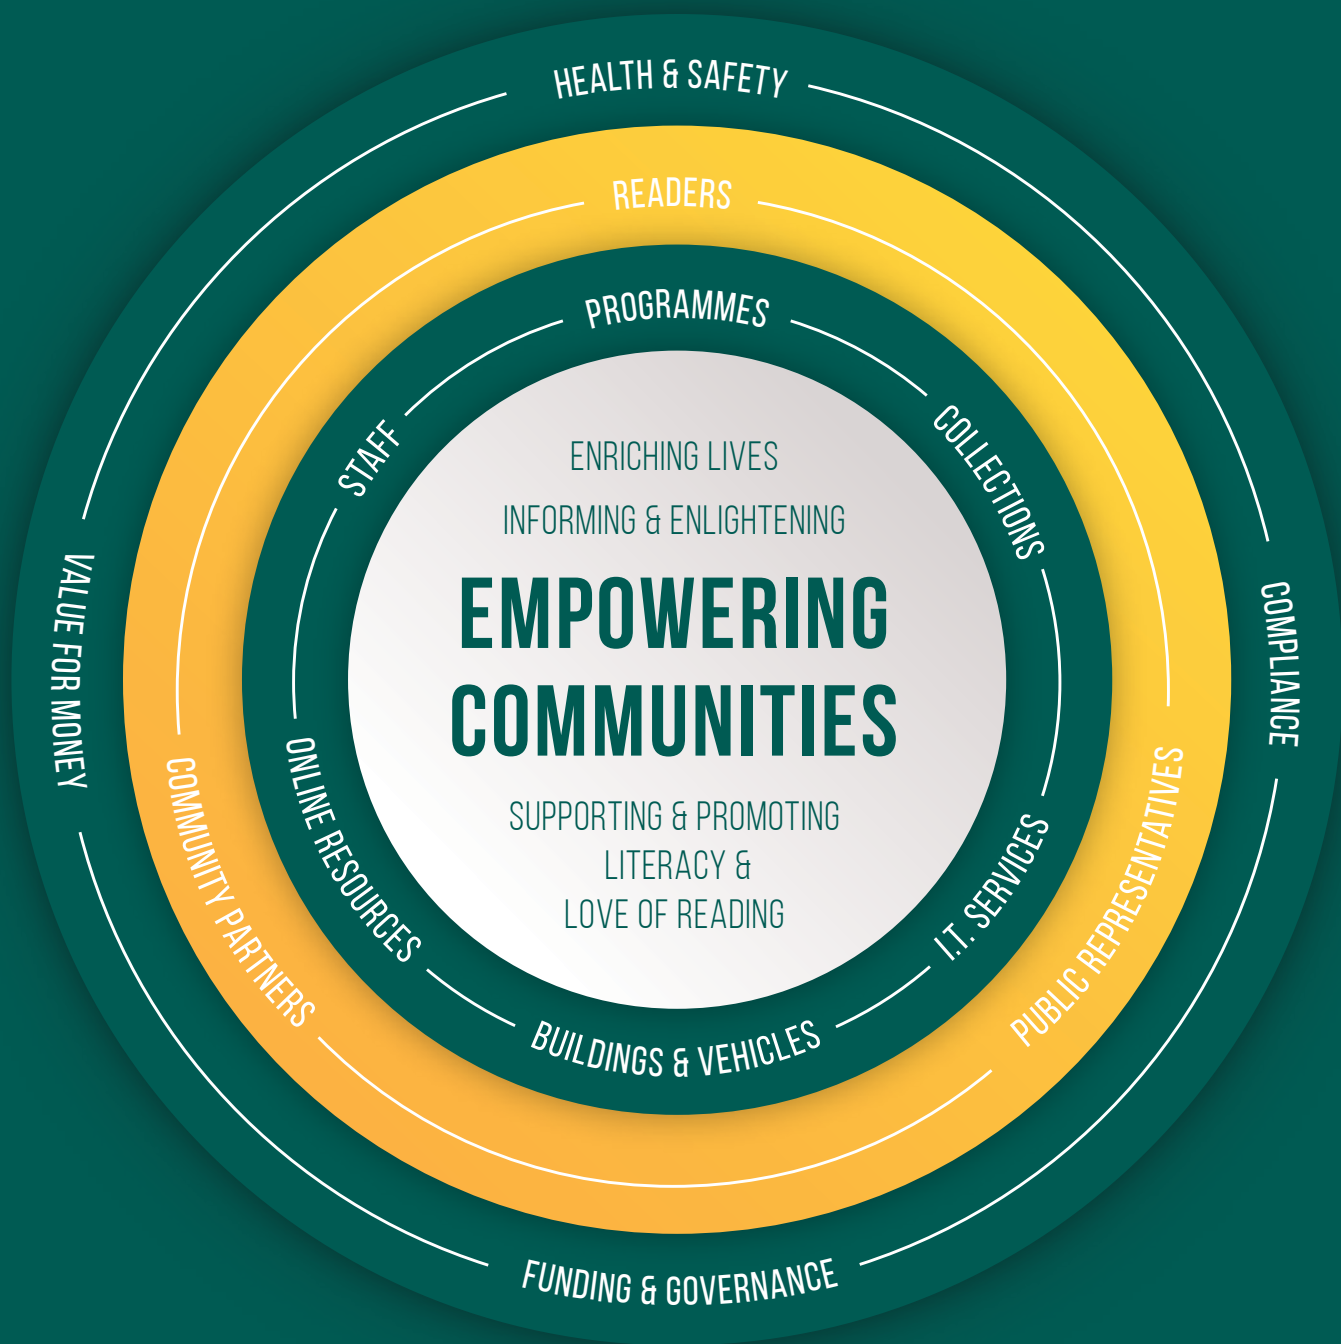 HEALTH & SAFETY
READERS
PROGRAMMES
STAFF
COLLECTIONS
ENRICHING LIVES
INFORMING & ENLIGHTENING
EMPOWERING
COMMUNITIES
SUPPORTING & PROMOTING
LITERACY &
LOVE OF READING
VALUE FOR MONEY
COMPLIANCE
COMMUNITY PARTNERS
ONLINE RESOURCES
I.T. SERVICES
PUBLIC REPRESENTATIVES
BUILDINGS & VEHICLES
FUNDING & GOVERNANCE